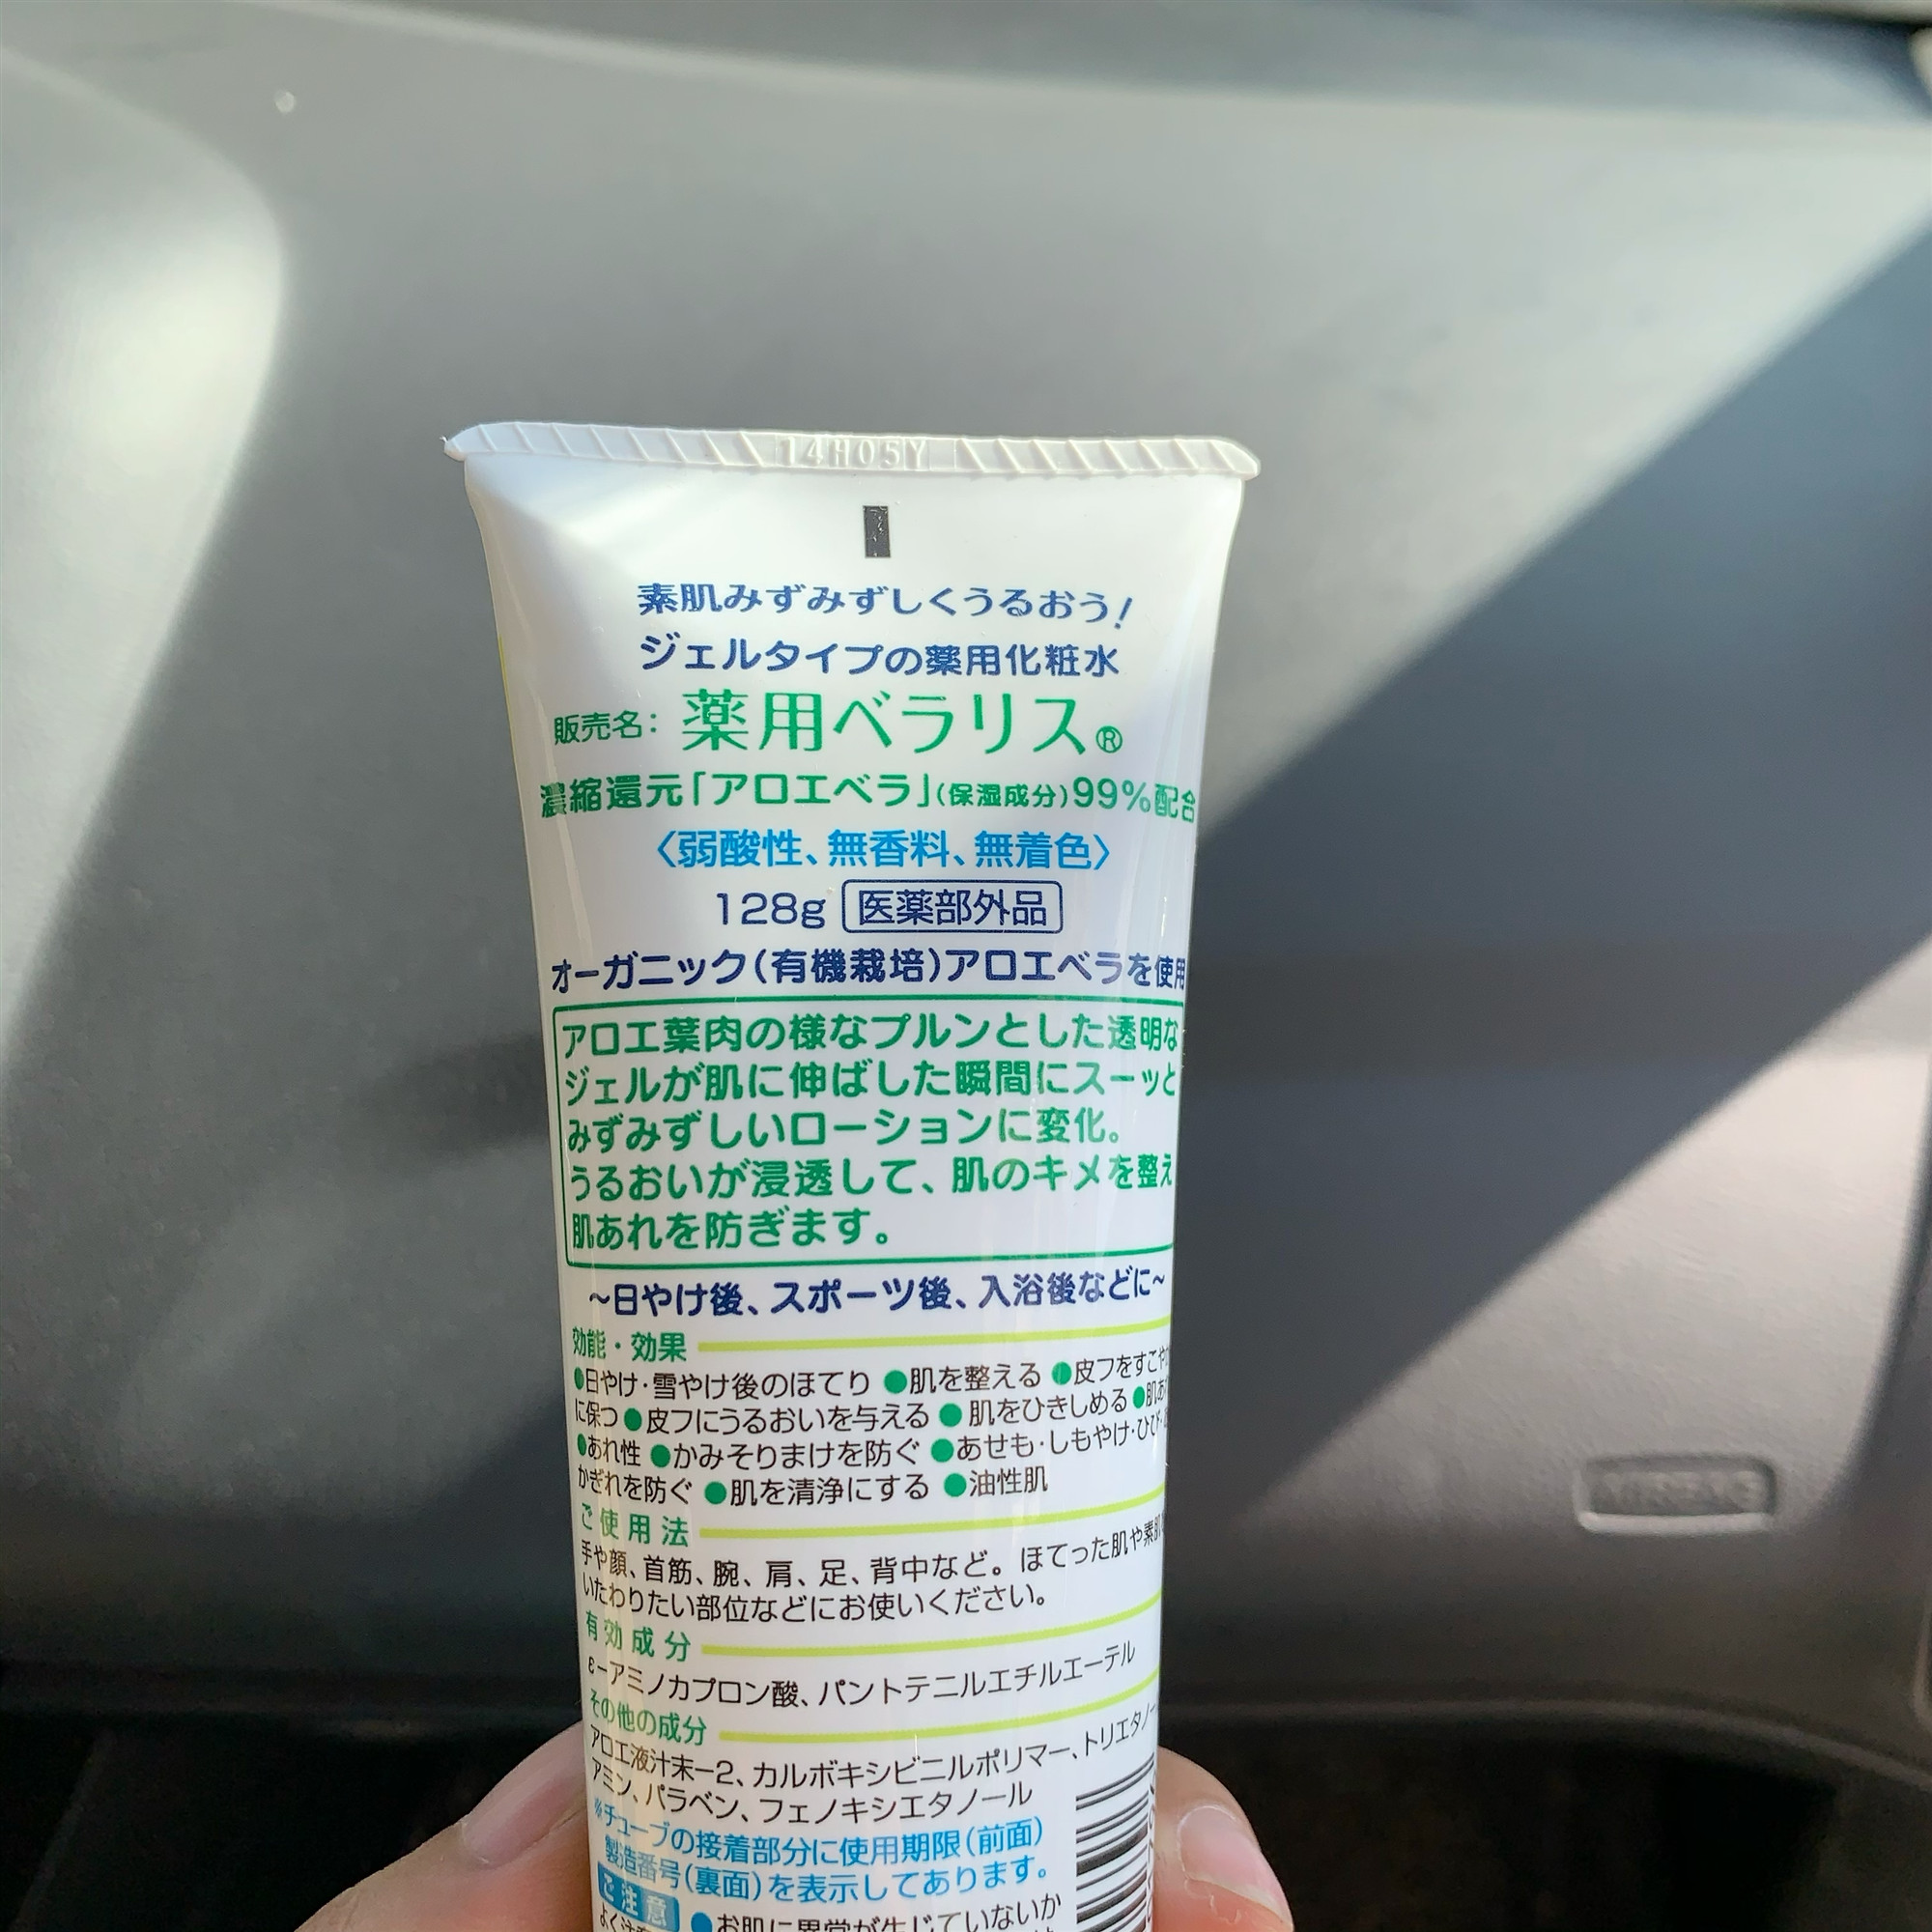 14H05Y
素肌みずみずしくうるおう!
ジェルタイプの薬用化粧水
販売名: 薬用ベラリス®
濃縮還元「アロエベラ」(保湿成分)99%配合
〈弱酸性、無香料、無着色〉
128g 医薬部外品
オーガニック(有機栽培)アロエベラを使用
アロエ葉肉の様なプルンとした透明な
ジェルが肌に伸ばした瞬間にスーッと
みずみずしいローションに変化。
うるおいが浸透して、肌のキメを整え
肌あれを防ぎます。
~日やけ後、スポーツ後、入浴後などに~
効能・効果
●日やけ・雪やけ後のほてり ●肌を整える ●皮フをすこや
に保つ ●皮フにうるおいを与える ●肌をひきしめる ●肌あ
●あれ性 ●かみそりまけを防ぐ ●あせも・しもやけ・ひび・
かぎれを防ぐ ●肌を清浄にする ●油性肌
ご使用法
手や顔、首筋、腕、肩、足、背中など。ほてった肌や素肌
いたわりたい部位などにお使いください。
有効成分
ε-アミノカプロン酸、パントテニルエチルエーテル
その他の成分
アロエ液汁末-2、カルボキシビニルポリマー、トリエタノー
アミン、パラベン、フェノキシエタノール
※チューブの接着部分に使用期限(前面)
製造番号(裏面)を表示してあります。
ご注意 ●お肌に異常が生じていないか
よく注